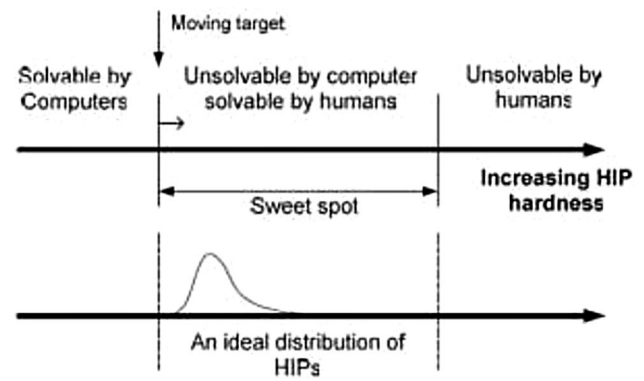 Moving target
Solvable by
Computers
Unsolvable by computer
solvable by humans
Unsolvable by
humans
Increasing HIP
hardness
Sweet spot
An ideal distribution of
HIPs